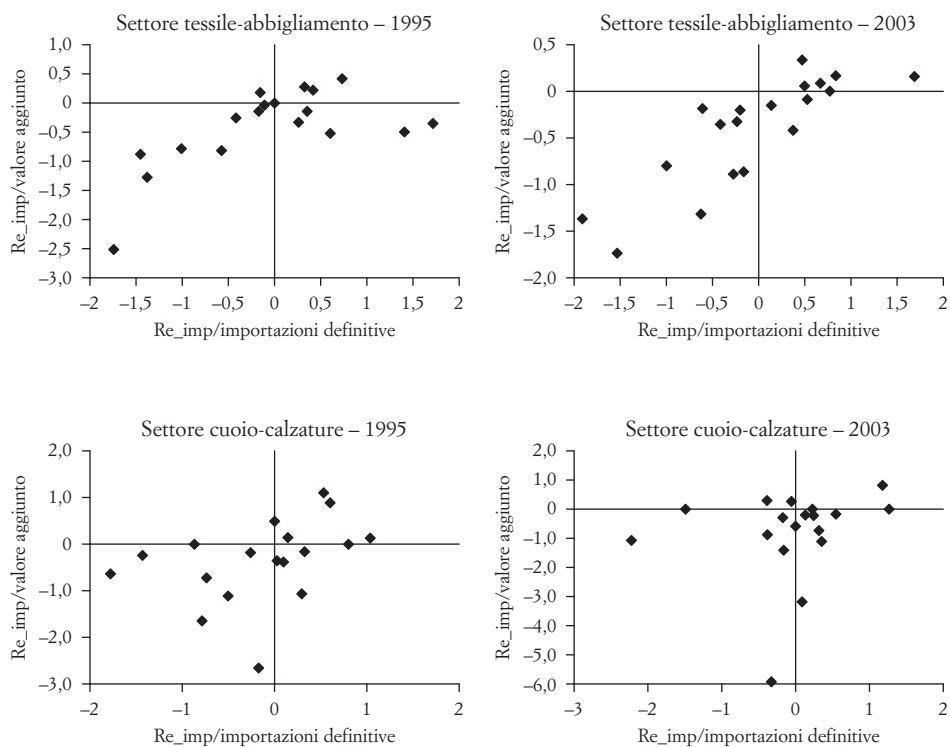 Settore tessile-abbigliamento – 1995
Re_imp/valore aggiunto
1,0
0,5
0
−0,5
−1,0
−1,5
−2,0
−2,5
−3,0
−2 −1,5 −1 −0,5 0 0,5 1 1,5 2
Re_imp/importazioni definitive
Settore tessile-abbigliamento – 2003
Re_imp/valore aggiunto
0,5
0
−0,5
−1,0
−1,5
−2,0
−2 −1,5 −1 −0,5 0 0,5 1 1,5 2
Re_imp/importazioni definitive
Settore cuoio-calzature – 1995
Re_imp/valore aggiunto
2,0
1,0
0
−1,0
−2,0
−3,0
−2 −1 0 1 2
Re_imp/importazioni definitive
Settore cuoio-calzature – 2003
Re_imp/valore aggiunto
2,0
1,0
0
−1,0
−2,0
−3,0
−4,0
−5,0
−6,0
−3 −2 −1 0 1 2
Re_imp/importazioni definitive